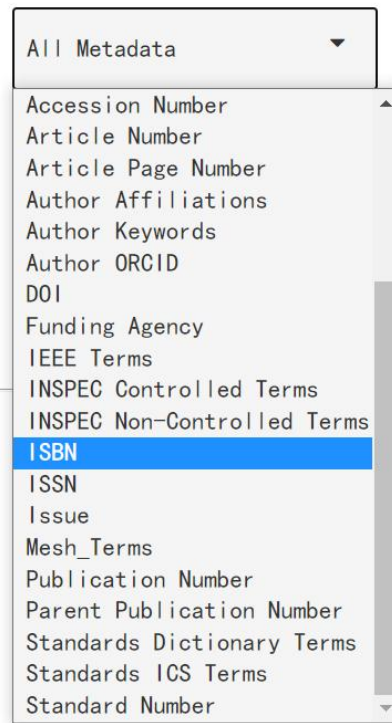 All Metadata
Accession Number
Article Number
Article Page Number
Author Affiliations
Author Keywords
Author ORCID
DOI
Funding Agency
IEEE Terms
INSPEC Controlled Terms
INSPEC Non-Controlled Terms
ISBN
ISSN
Issue
Mesh_Terms
Publication Number
Parent Publication Number
Standards Dictionary Terms
Standards ICS Terms
Standard Number